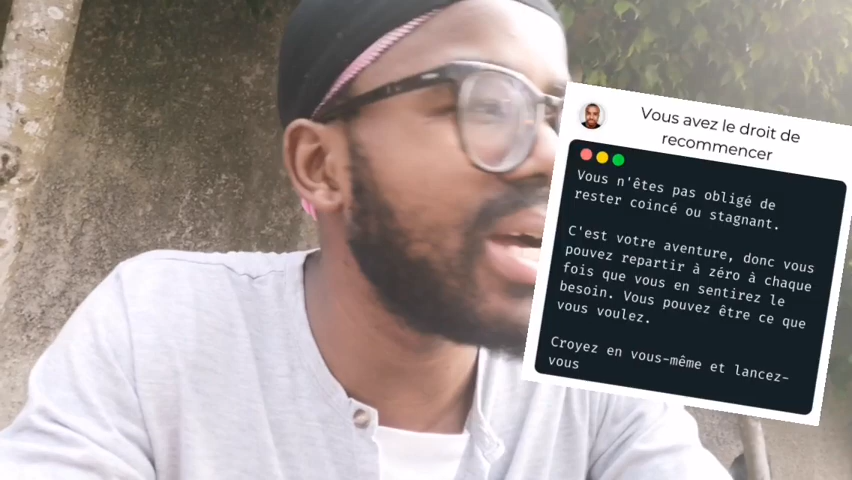 Vous avez le droit de
recommencer
Vous n'êtes pas obligé de
rester coincé ou stagnant.
C'est votre aventure, donc vous
pouvez repartir à zéro à chaque
fois que vous en sentirez le
besoin. Vous pouvez être ce que
vous voulez.
Croyez en vous-même et lancez-
vous